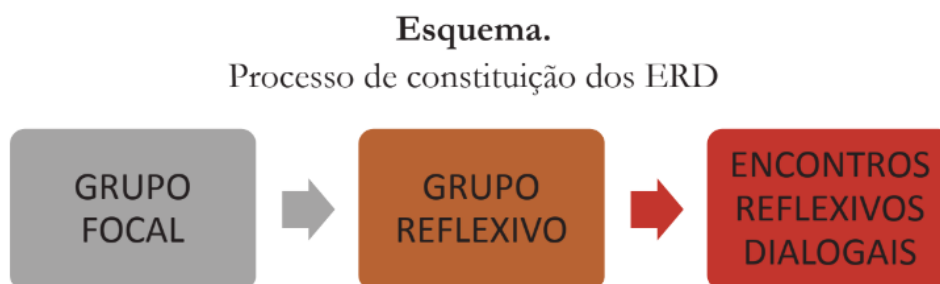 Esquema.
Processo de constituição dos ERD
GRUPO
FOCAL
GRUPO
REFLEXIVO
ENCONTROS
REFLEXIVOS
DIALOGAIS